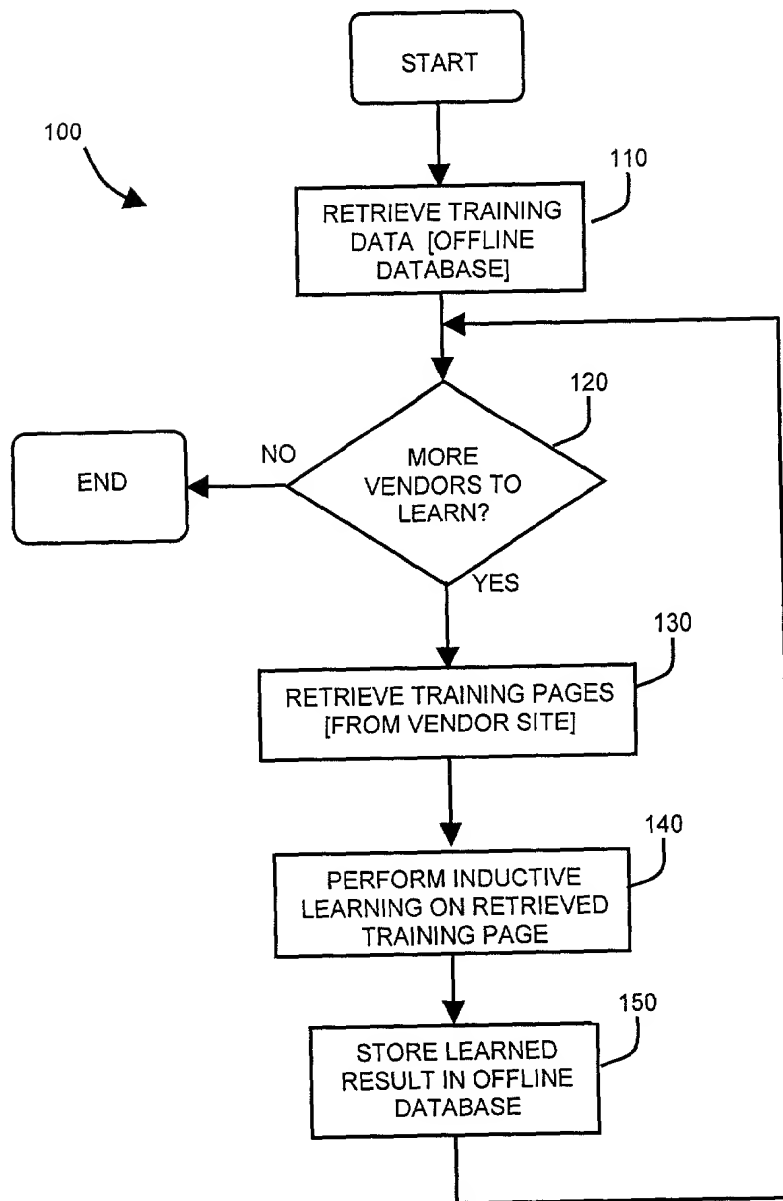 START
100
110
RETRIEVE TRAINING
DATA [OFFLINE
DATABASE]
120
NO
MORE
VENDORS TO
LEARN?
END
YES
130
RETRIEVE TRAINING PAGES
[FROM VENDOR SITE]
140
PERFORM INDUCTIVE
LEARNING ON RETRIEVED
TRAINING PAGE
150
STORE LEARNED
RESULT IN OFFLINE
DATABASE